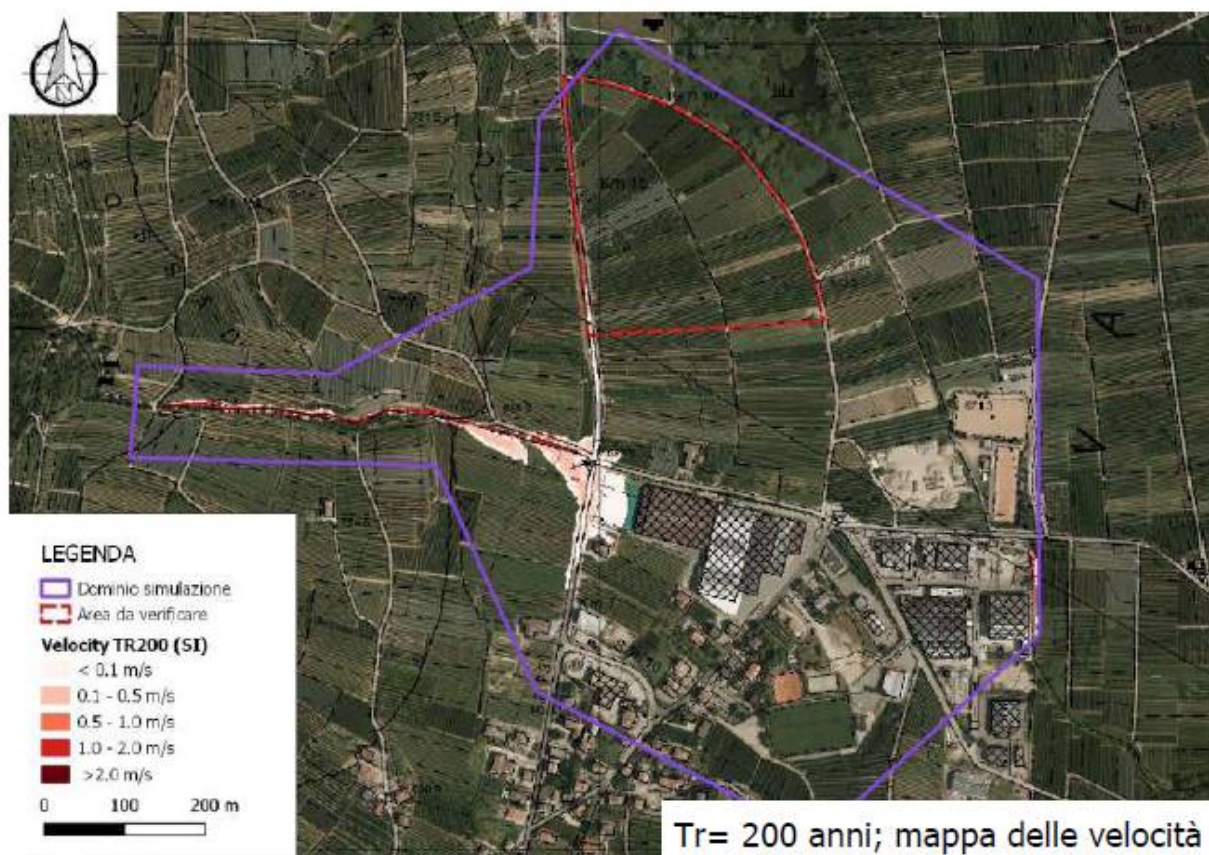 N
LEGENDA
Dominio simulazione
Area da verificare
Velocity TR200 (SI)
< 0.1 m/s
0.1 - 0.5 m/s
0.5 - 1.0 m/s
1.0 - 2.0 m/s
>2.0 m/s
0 100 200 m
Tr= 200 anni; mappa delle velocità